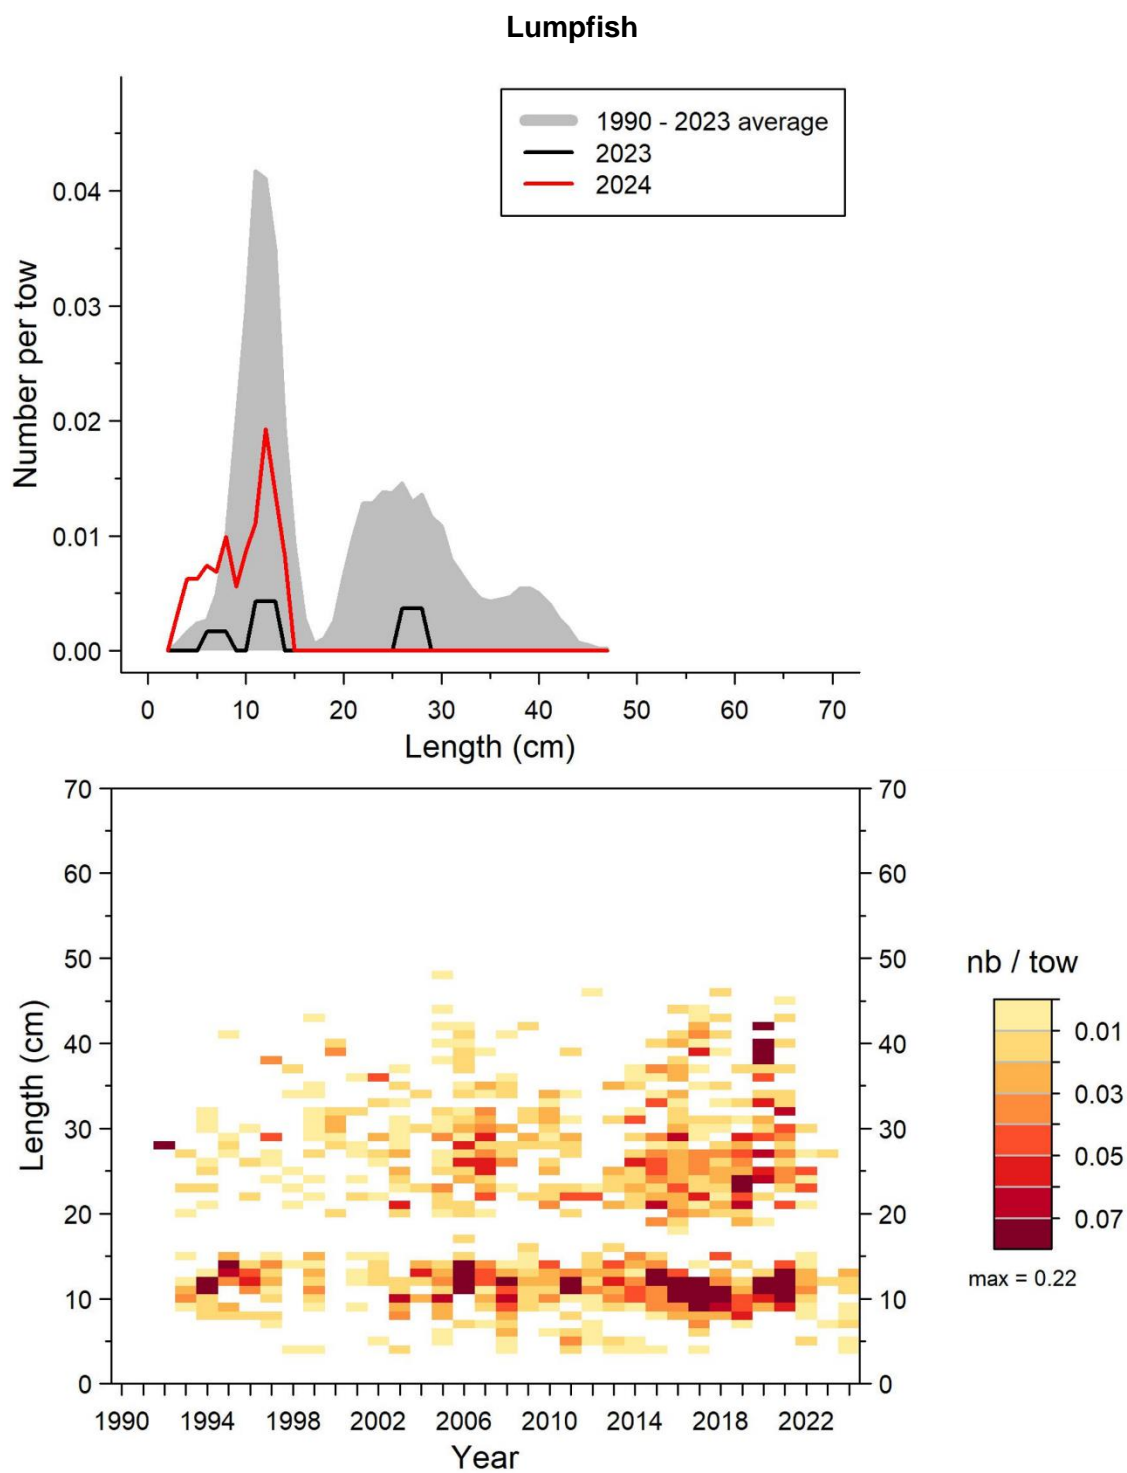 Lumpfish
1990 - 2023 average
2023
2024
Number per tow
0.04
0.03
0.02
0.01
0.00
0 10 20 30 40 50 60 70
Length (cm)
70 70
60 60
50 50
40 40
30 30
20 20
10 10
0 0
Length (cm)
1990 1994 1998 2002 2006 2010 2014 2018 2022
Year
nb / tow
0.01
0.03
0.05
0.07
max = 0.22